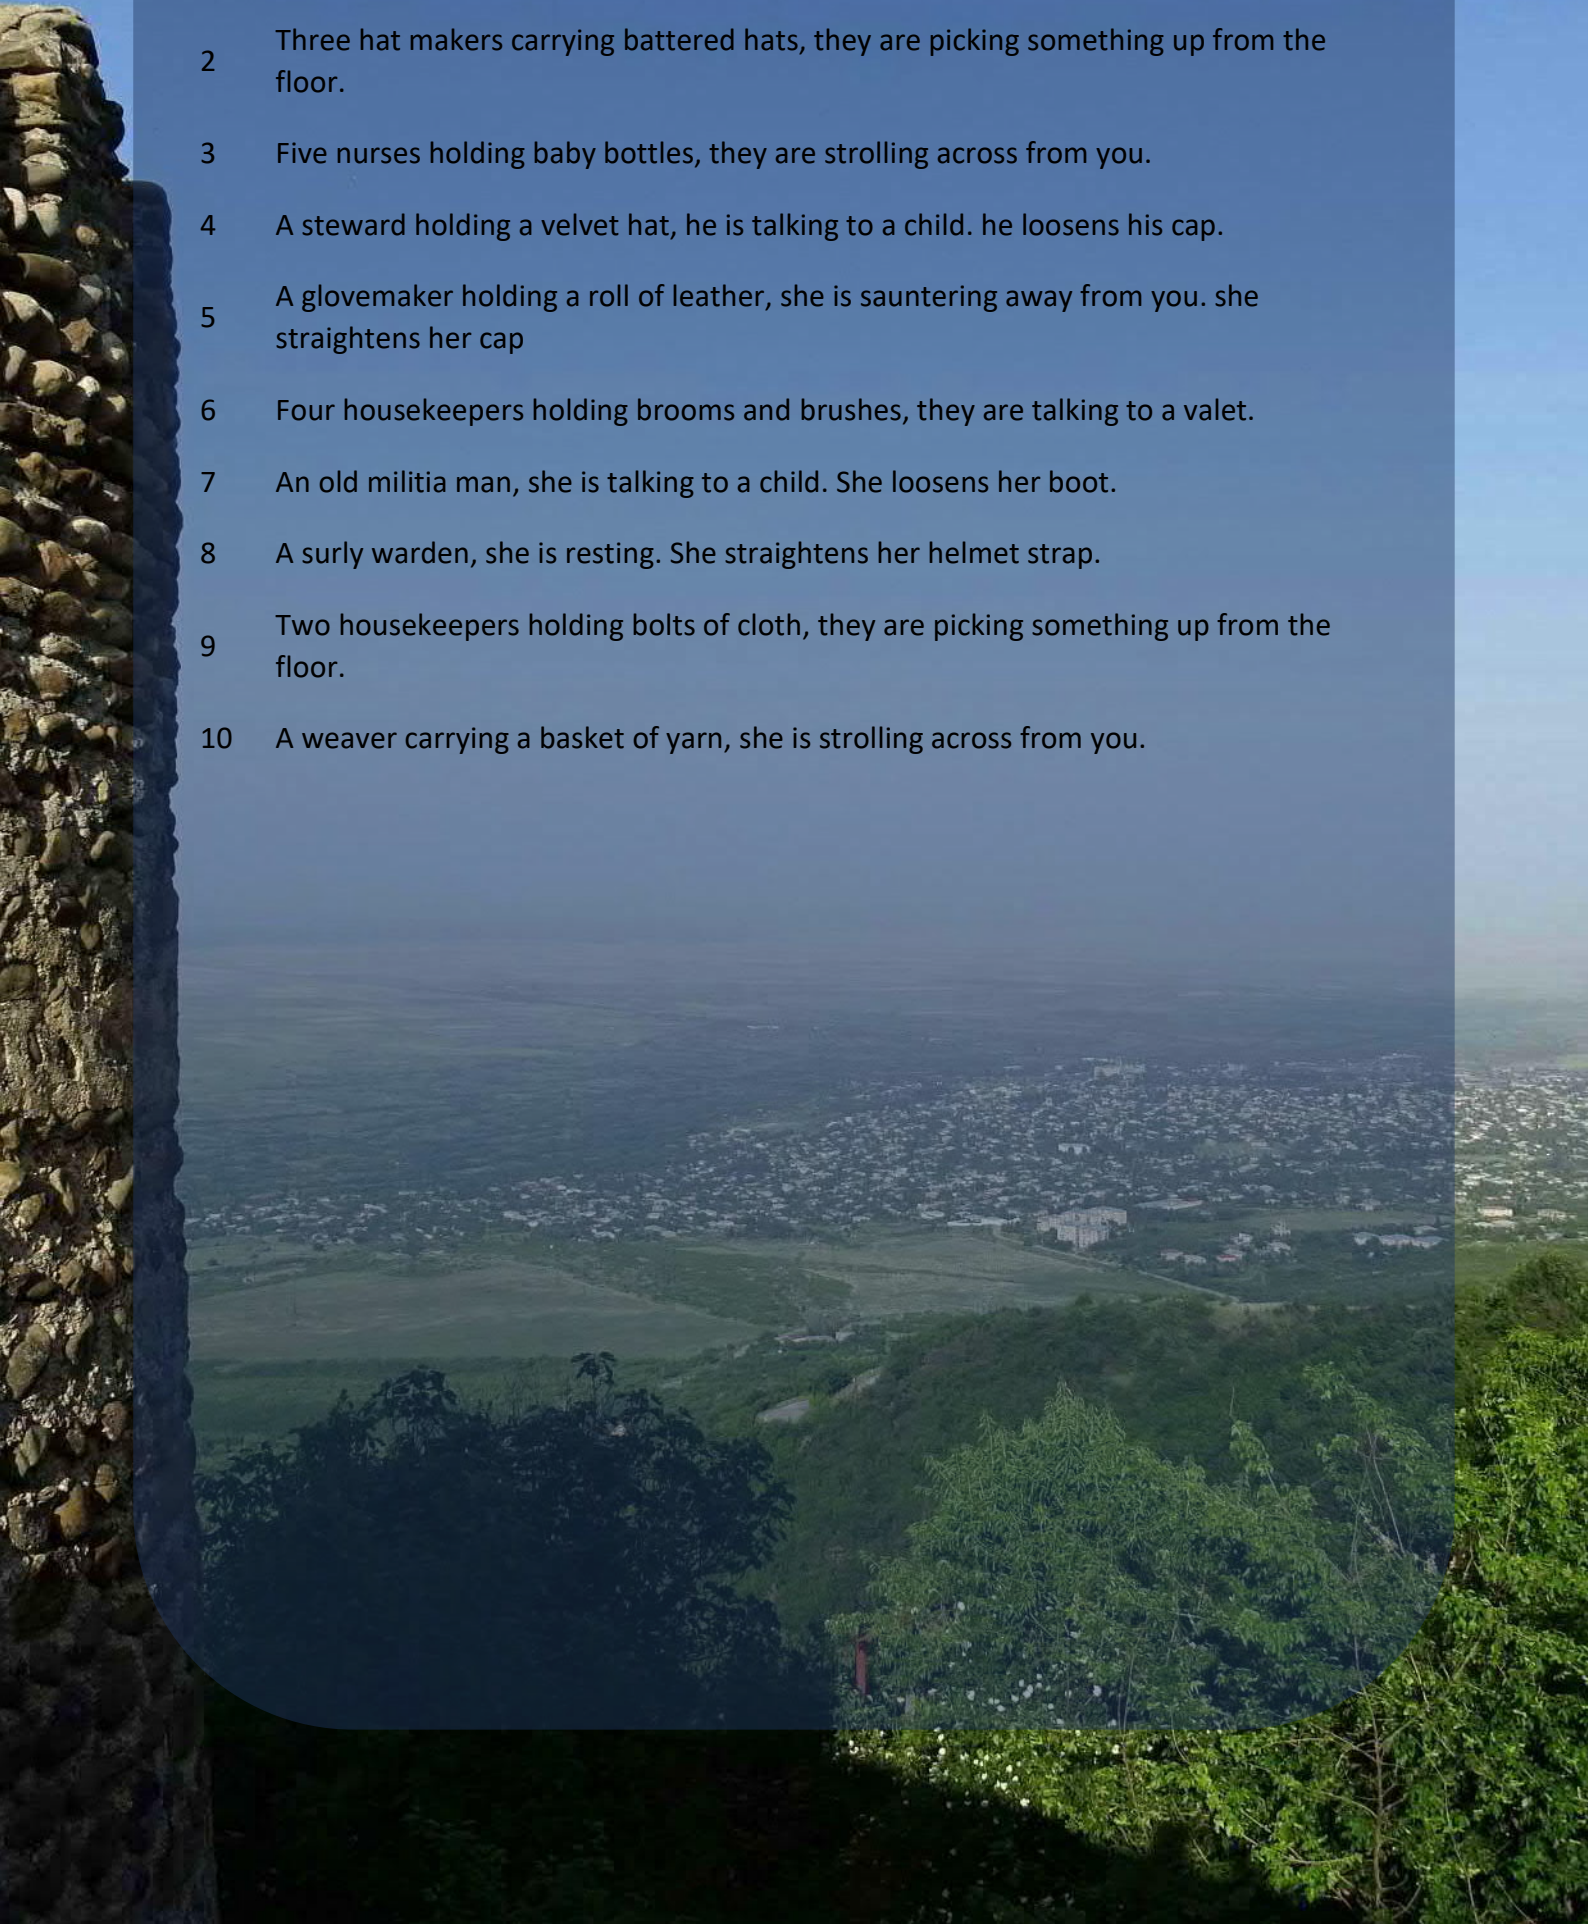 2 Three hat makers carrying battered hats, they are picking something up from the
floor.
3 Five nurses holding baby bottles, they are strolling across from you.
4 A steward holding a velvet hat, he is talking to a child. he loosens his cap.
5 A glovemaker holding a roll of leather, she is sauntering away from you. she
straightens her cap
6 Four housekeepers holding brooms and brushes, they are talking to a valet.
7 An old militia man, she is talking to a child. She loosens her boot.
8 A surly warden, she is resting. She straightens her helmet strap.
9 Two housekeepers holding bolts of cloth, they are picking something up from the
floor.
10 A weaver carrying a basket of yarn, she is strolling across from you.